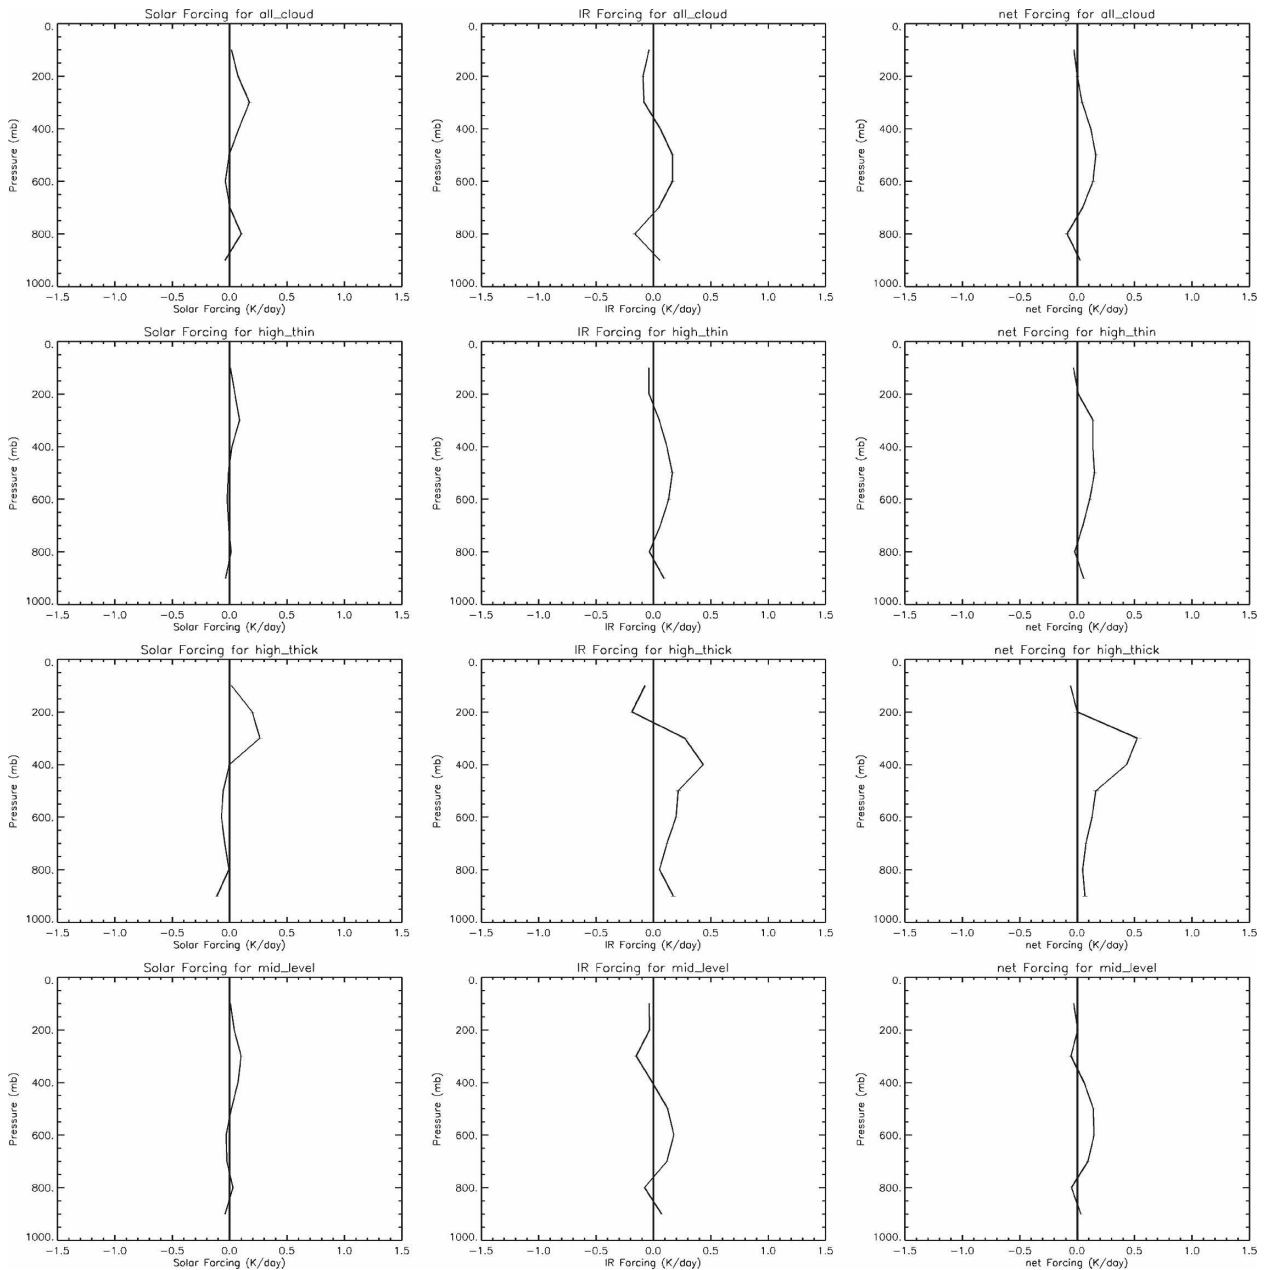 Solar Forcing for all_cloud
IR Forcing for all_cloud
net Forcing for all_cloud
0.
200.
400.
600.
800.
1000.
Pressure (mb)
−1.5 −1.0 −0.5 0.0 0.5 1.0 1.5
Solar Forcing (K/day)
0.
200.
400.
600.
800.
1000.
Pressure (mb)
−1.5 −1.0 −0.5 0.0 0.5 1.0 1.5
IR Forcing (K/day)
0.
200.
400.
600.
800.
1000.
Pressure (mb)
−1.5 −1.0 −0.5 0.0 0.5 1.0 1.5
net Forcing (K/day)
Solar Forcing for high_thin
IR Forcing for high_thin
net Forcing for high_thin
0.
200.
400.
600.
800.
1000.
Pressure (mb)
−1.5 −1.0 −0.5 0.0 0.5 1.0 1.5
Solar Forcing (K/day)
0.
200.
400.
600.
800.
1000.
Pressure (mb)
−1.5 −1.0 −0.5 0.0 0.5 1.0 1.5
IR Forcing (K/day)
0.
200.
400.
600.
800.
1000.
Pressure (mb)
−1.5 −1.0 −0.5 0.0 0.5 1.0 1.5
net Forcing (K/day)
Solar Forcing for high_thick
IR Forcing for high_thick
net Forcing for high_thick
0.
200.
400.
600.
800.
1000.
Pressure (mb)
−1.5 −1.0 −0.5 0.0 0.5 1.0 1.5
Solar Forcing (K/day)
0.
200.
400.
600.
800.
1000.
Pressure (mb)
−1.5 −1.0 −0.5 0.0 0.5 1.0 1.5
IR Forcing (K/day)
0.
200.
400.
600.
800.
1000.
Pressure (mb)
−1.5 −1.0 −0.5 0.0 0.5 1.0 1.5
net Forcing (K/day)
Solar Forcing for mid_level
IR Forcing for mid_level
net Forcing for mid_level
0.
200.
400.
600.
800.
1000.
Pressure (mb)
−1.5 −1.0 −0.5 0.0 0.5 1.0 1.5
Solar Forcing (K/day)
0.
200.
400.
600.
800.
1000.
Pressure (mb)
−1.5 −1.0 −0.5 0.0 0.5 1.0 1.5
IR Forcing (K/day)
0.
200.
400.
600.
800.
1000.
Pressure (mb)
−1.5 −1.0 −0.5 0.0 0.5 1.0 1.5
net Forcing (K/day)